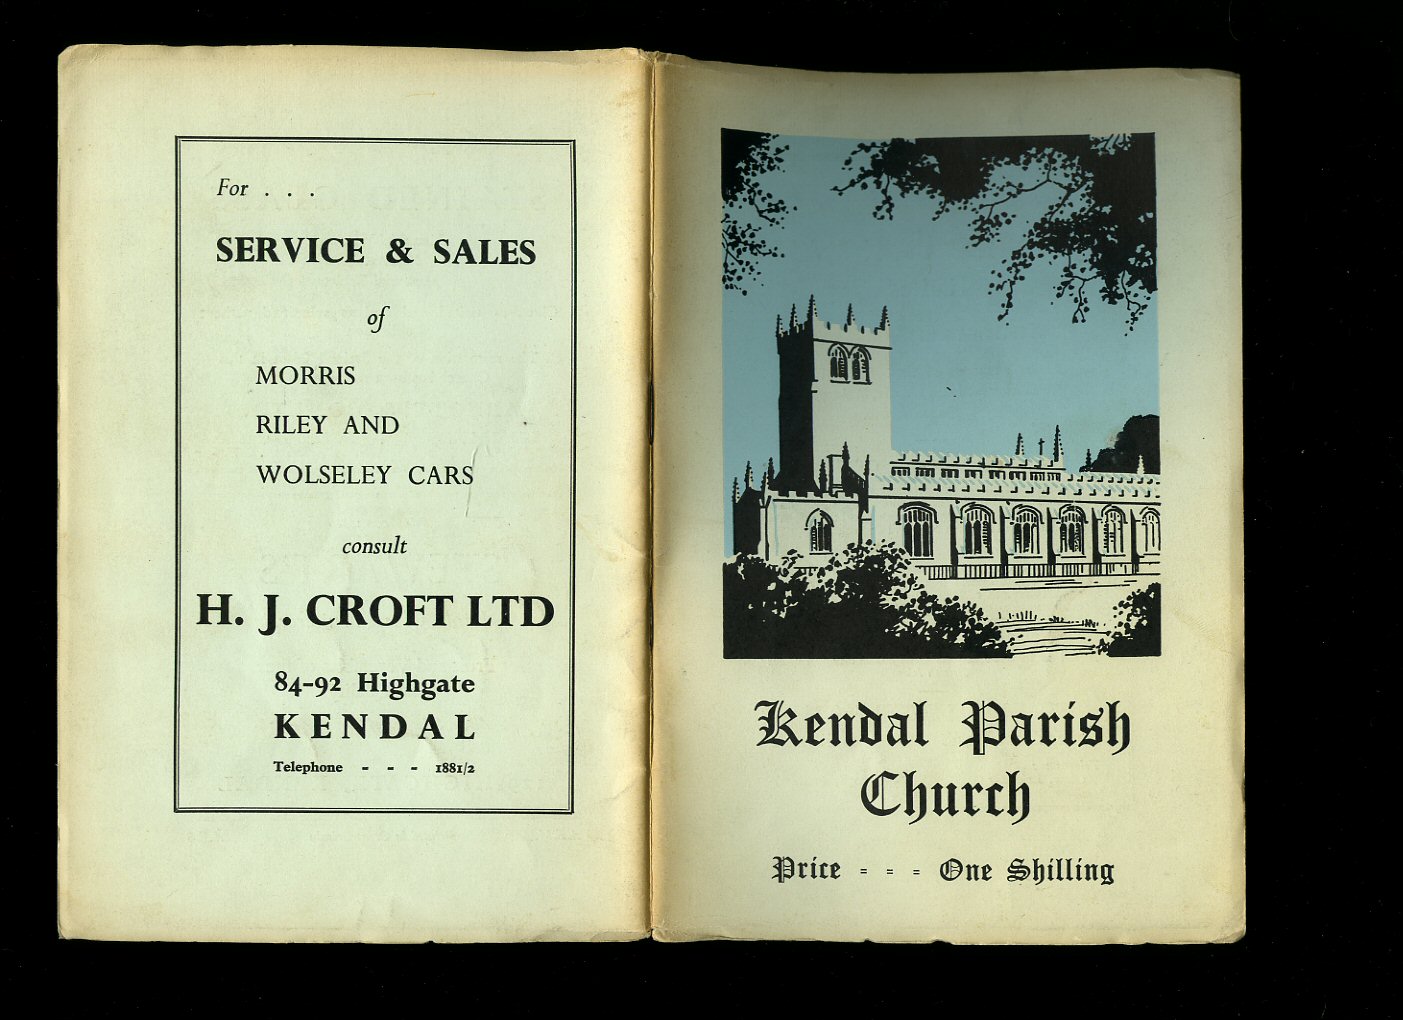 For . . .
SERVICE & SALES
of
MORRIS
RILEY AND
WOLSELEY CARS
consult
H. J. CROFT LTD
84-92 Highgate
KENDAL
Telephone - - - 1881/2
Kendal Parish
Church
Price = = = One Shilling